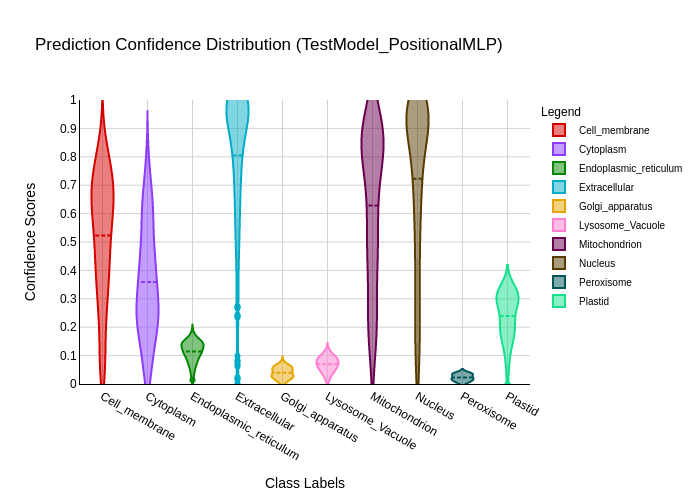 Prediction Confidence Distribution (TestModel_PositionalMLP)
Legend
Cell_membrane
Cytoplasm
Endoplasmic_reticulum
Extracellular
Golgi_apparatus
Lysosome_Vacuole
Mitochondrion
Nucleus
Peroxisome
Plastid
Confidence Scores
1
0.9
0.8
0.7
0.6
0.5
0.4
0.3
0.2
0.1
0
Cell_membrane
Cytoplasm
Endoplasmic_reticulum
Extracellular
Golgi_apparatus
Lysosome_Vacuole
Mitochondrion
Nucleus
Peroxisome
Plastid
Class Labels